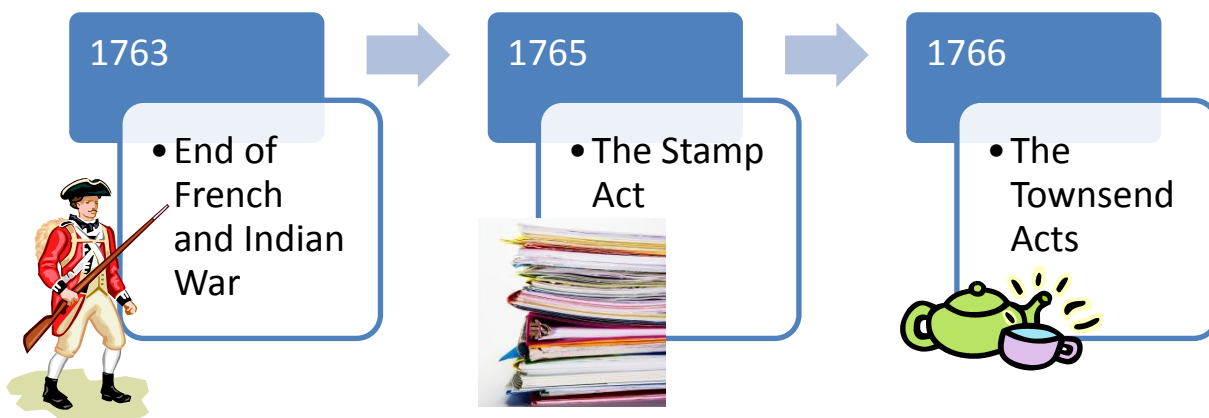 1763
• End of
French
and Indian
War
1765
• The Stamp
Act
1766
• The
Townsend
Acts